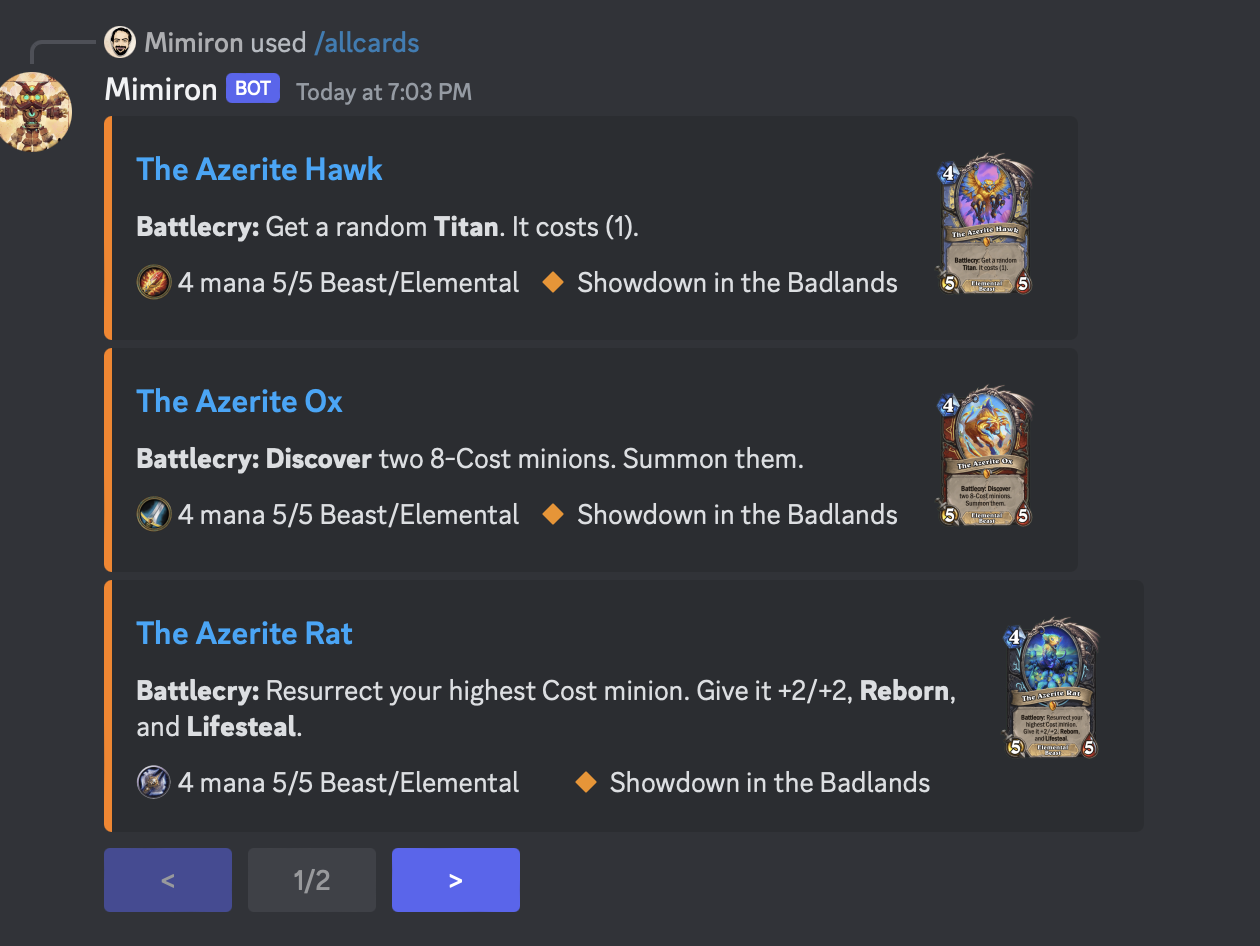 Mimiron used /allcards
Mimiron BOT Today at 7:03 PM
The Azerite Hawk
Battlecry: Get a random Titan. It costs (1).
4 mana 5/5 Beast/Elemental Showdown in the Badlands
4
The Azerite Hawk
Battlecry: Get a random
Titan. It costs (1).
5 Elemental 5
Beast
The Azerite Ox
Battlecry: Discover two 8-Cost minions. Summon them.
4 mana 5/5 Beast/Elemental Showdown in the Badlands
4
The Azerite Ox
Battlecry: Discover
two 8-Cost minions.
Summon them.
5 Elemental 5
Beast
The Azerite Rat
Battlecry: Resurrect your highest Cost minion. Give it +2/+2, Reborn,
and Lifesteal.
4 mana 5/5 Beast/Elemental Showdown in the Badlands
4
The Azerite Rat
Battlecry: Resurrect your
highest Cost minion.
Give it +2/+2, Reborn,
and Lifesteal.
5 Elemental 5
Beast
< 1/2 >